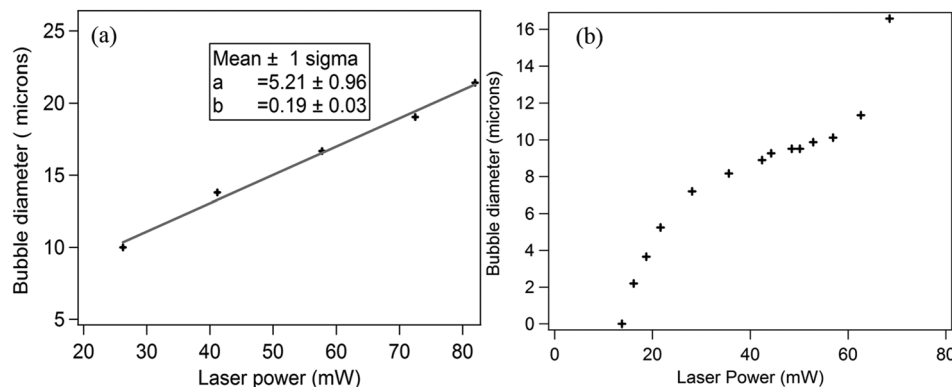 (a)
Mean ± 1 sigma
a =5.21 ± 0.96
b =0.19 ± 0.03
25
20
15
10
5
Bubble diameter ( microns)
20 30 40 50 60 70 80
Laser power (mW)
(b)
16
14
12
10
8
6
4
2
0
Bubble diameter (microns)
0 20 40 60 80
Laser Power (mW)